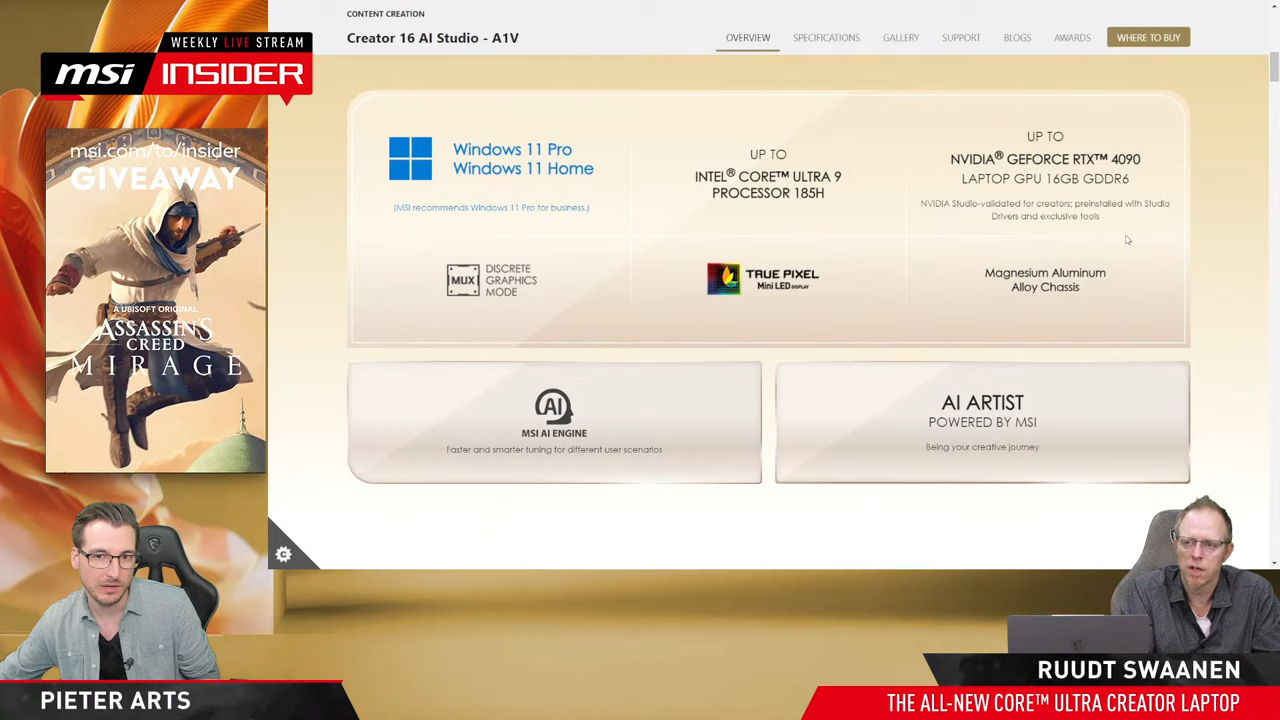 WEEKLY LIVE STREAM
msi INSIDER
msi.com/to/insider
GIVEAWAY
A UBISOFT ORIGINAL
ASSASSIN'S
CREED
MIRAGE
CONTENT CREATION
Creator 16 AI Studio - A1V
OVERVIEW
SPECIFICATIONS
GALLERY
SUPPORT
BLOGS
AWARDS
WHERE TO BUY
Windows 11 Pro
Windows 11 Home
(MSI recommends Windows 11 Pro for business.)
UP TO
INTEL® CORE™ ULTRA 9
PROCESSOR 185H
UP TO
NVIDIA® GEFORCE RTX™ 4090
LAPTOP GPU 16GB GDDR6
NVIDIA Studio-validated for creators; preinstalled with Studio
Drivers and exclusive tools
MUX
DISCRETE
GRAPHICS
MODE
TRUE PIXEL
Mini LED DISPLAY
Magnesium Aluminum
Alloy Chassis
AI
MSI AI ENGINE
Faster and smarter tuning for different user scenarios
AI ARTIST
POWERED BY MSI
Being your creative journey
PIETER ARTS
RUUDT SWAANEN
THE ALL-NEW CORE™ ULTRA CREATOR LAPTOP